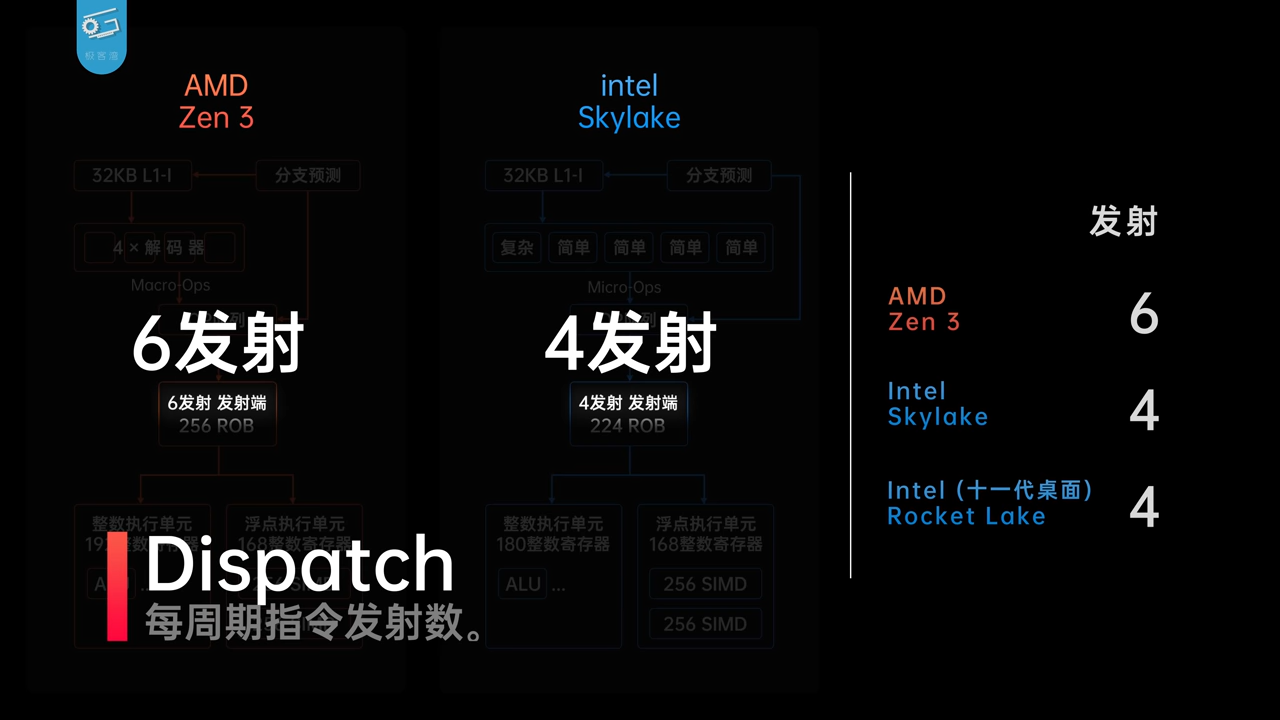 极客湾
AMD
Zen 3
32KB L1-I
分支预测
4×解码器
Macro-Ops
6发射
6发射 发射端
256 ROB
整数执行单元
浮点执行单元
168整数寄存器
intel
Skylake
32KB L1-I
分支预测
复杂
简单
简单
简单
简单
Micro-Ops
4发射
4发射 发射端
224 ROB
整数执行单元
180整数寄存器
ALU ...
浮点执行单元
168整数寄存器
256 SIMD
256 SIMD
Dispatch
每周期指令发射数。
发射
AMD
Zen 3
6
Intel
Skylake
4
Intel (十一代桌面)
Rocket Lake
4